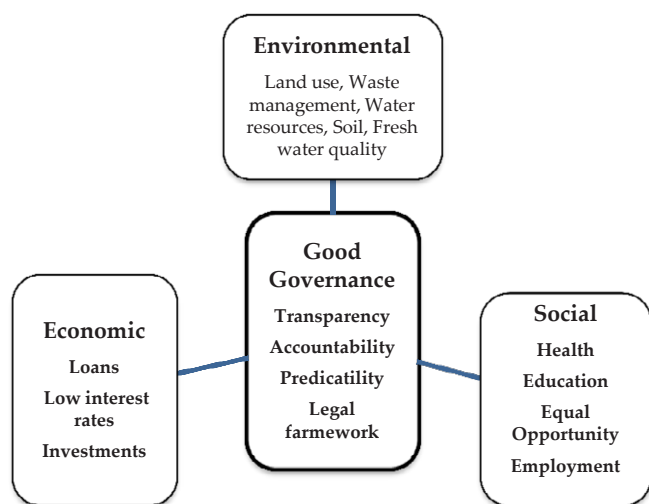 Environmental
Land use, Waste
management, Water
resources, Soil, Fresh
water quality
Good
Governance
Transparency
Accountability
Predicatility
Legal
farmework
Economic
Loans
Low interest
rates
Investments
Social
Health
Education
Equal
Opportunity
Employment